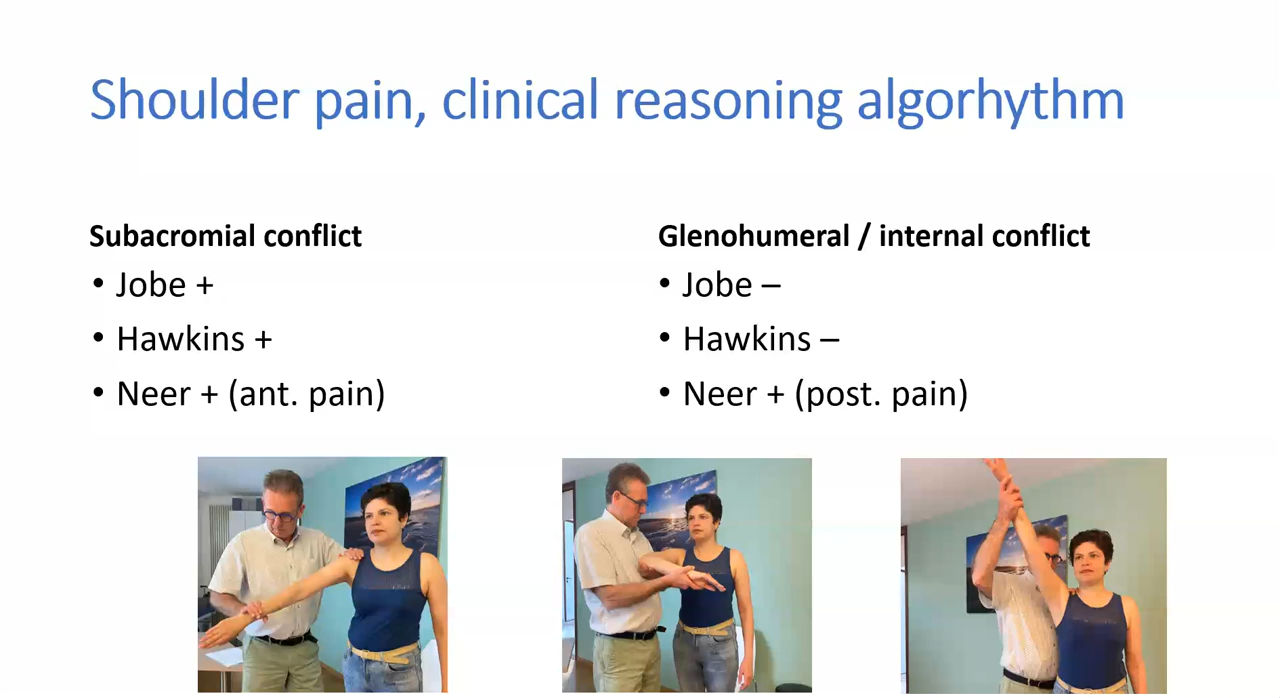 Shoulder pain, clinical reasoning algorhythm
Subacromial conflict
• Jobe +
• Hawkins +
• Neer + (ant. pain)
Glenohumeral / internal conflict
• Jobe –
• Hawkins –
• Neer + (post. pain)